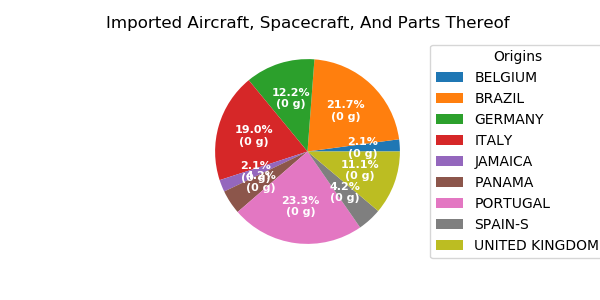 Imported Aircraft, Spacecraft, And Parts Thereof
Origins
BELGIUM
BRAZIL
GERMANY
ITALY
JAMAICA
PANAMA
PORTUGAL
SPAIN-S
UNITED KINGDOM
2.1%
(0 g)
21.7%
(0 g)
12.2%
(0 g)
19.0%
(0 g)
2.1%
(0 g)
4.2%
(0 g)
23.3%
(0 g)
4.2%
(0 g)
11.1%
(0 g)